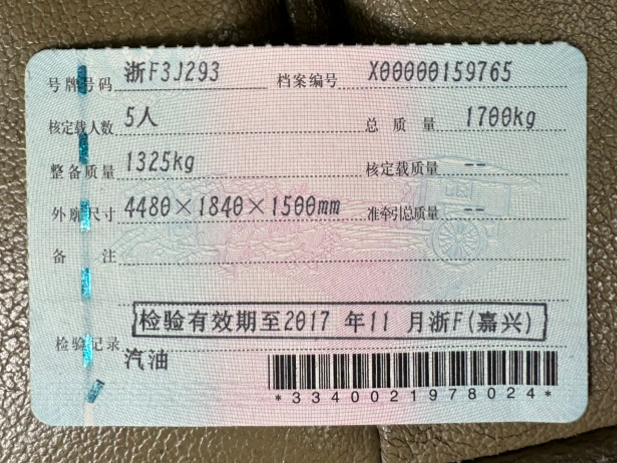 号牌号码 浙F3J293 档案编号 X00000159765
核定载人数 5人 总质量 1700kg
整备质量 1325kg 核定载质量 --
外廓尺寸 4480×1840×1500mm 准牵引总质量 --
备注
检验有效期至2017 年11 月浙F(嘉兴)
检验记录
汽油
*3340021978024*